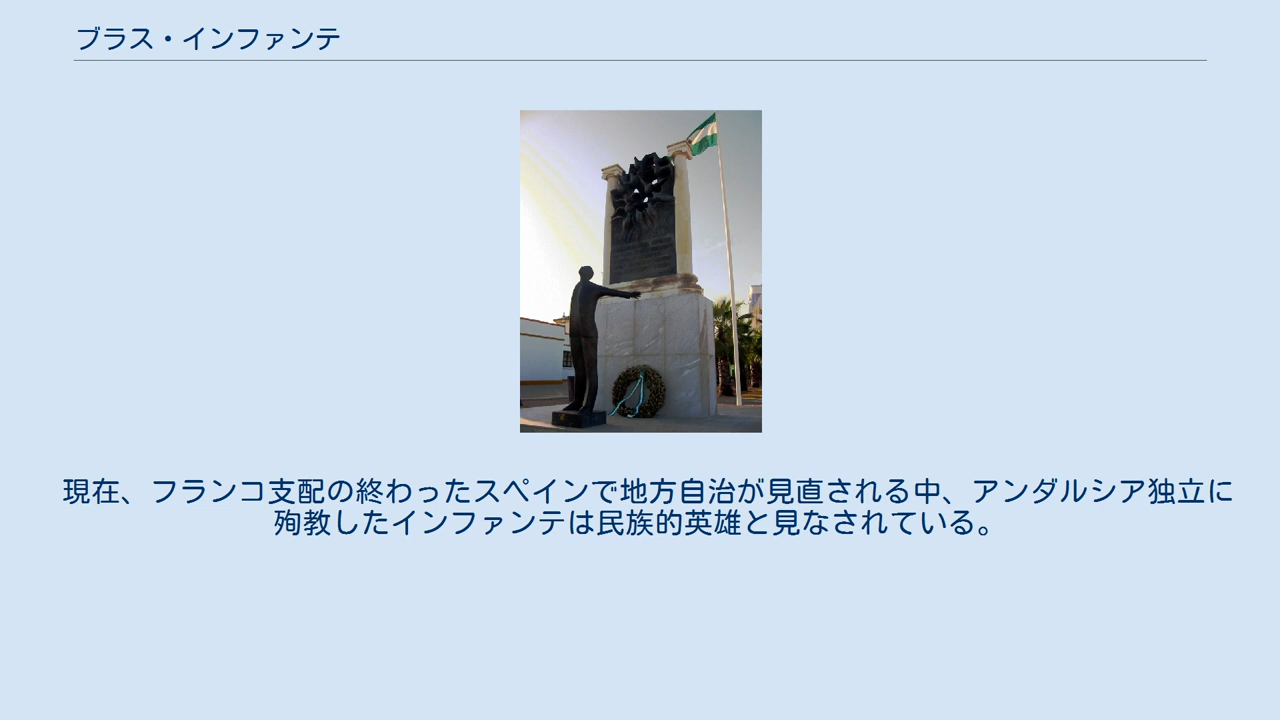 ブラス・インファンテ
現在、フランコ支配の終わったスペインで地方自治が見直される中、アンダルシア独立に
殉教したインファンテは民族的英雄と見なされている。